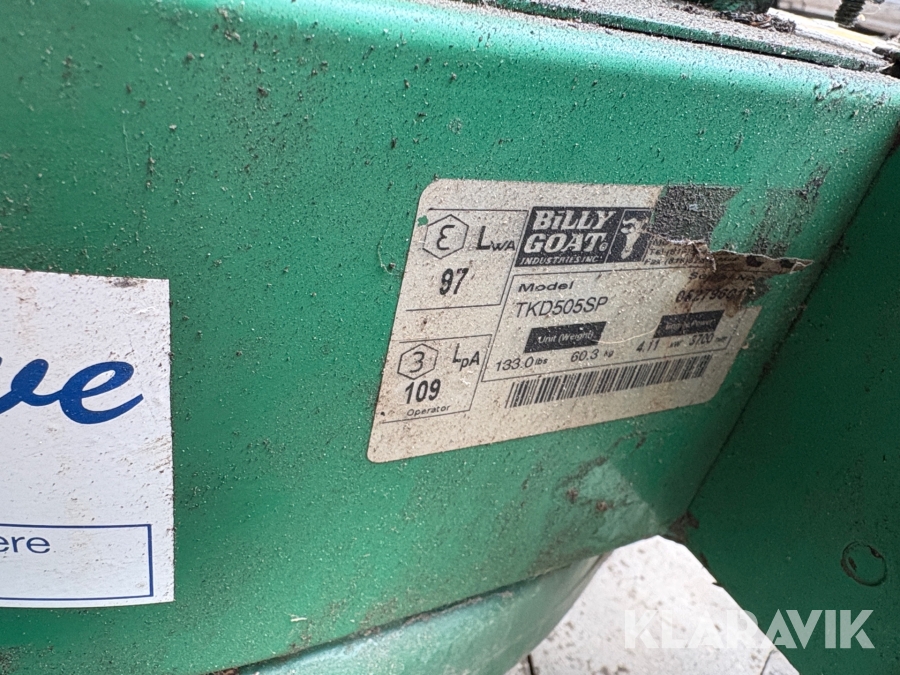 BiLLY
GOAT®
INDUSTRIES INC.
LWA
97
Model
TKD505SP
Unit (Weight)
133.0 lbs 60.3 kg 4.11 kW 3700
3 LpA
109
Operator
ve
ere
KLARAVIK